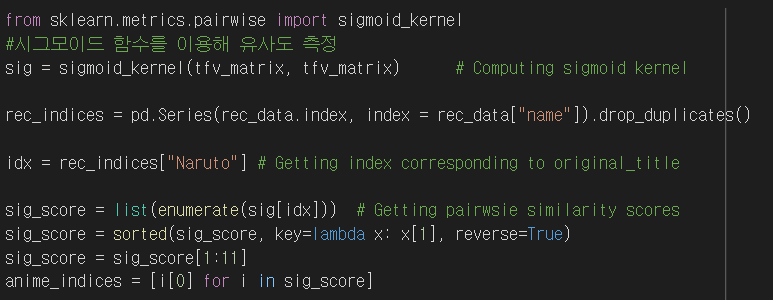 from sklearn.metrics.pairwise import sigmoid_kernel
#시그모이드 함수를 이용해 유사도 측정
sig = sigmoid_kernel(tfv_matrix, tfv_matrix)      # Computing sigmoid kernel
rec_indices = pd.Series(rec_data.index, index = rec_data["name"]).drop_duplicates()
idx = rec_indices["Naruto"] # Getting index corresponding to original_title
sig_score = list(enumerate(sig[idx]))  # Getting pairwsie similarity scores
sig_score = sorted(sig_score, key=lambda x: x[1], reverse=True)
sig_score = sig_score[1:11]
anime_indices = [i[0] for i in sig_score]